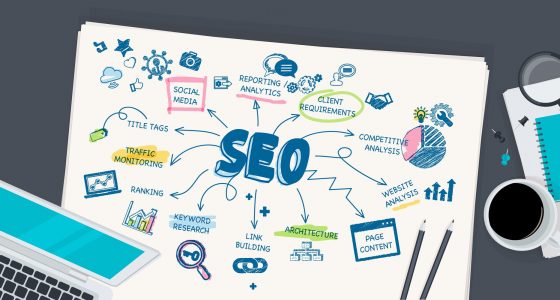 SOCIAL
MEDIA
REPORTING /
ANALYTICS
CLIENT
REQUIREMENTS
TITLE TAGS
COMPETITIVE
ANALYSIS
TRAFFIC
MONITORING
SEO
RANKING
WEBSITE
ANALYSIS
KEYWORD
RESEARCH
LINK
BUILDING
ARCHITECTURE
PAGE
CONTENT